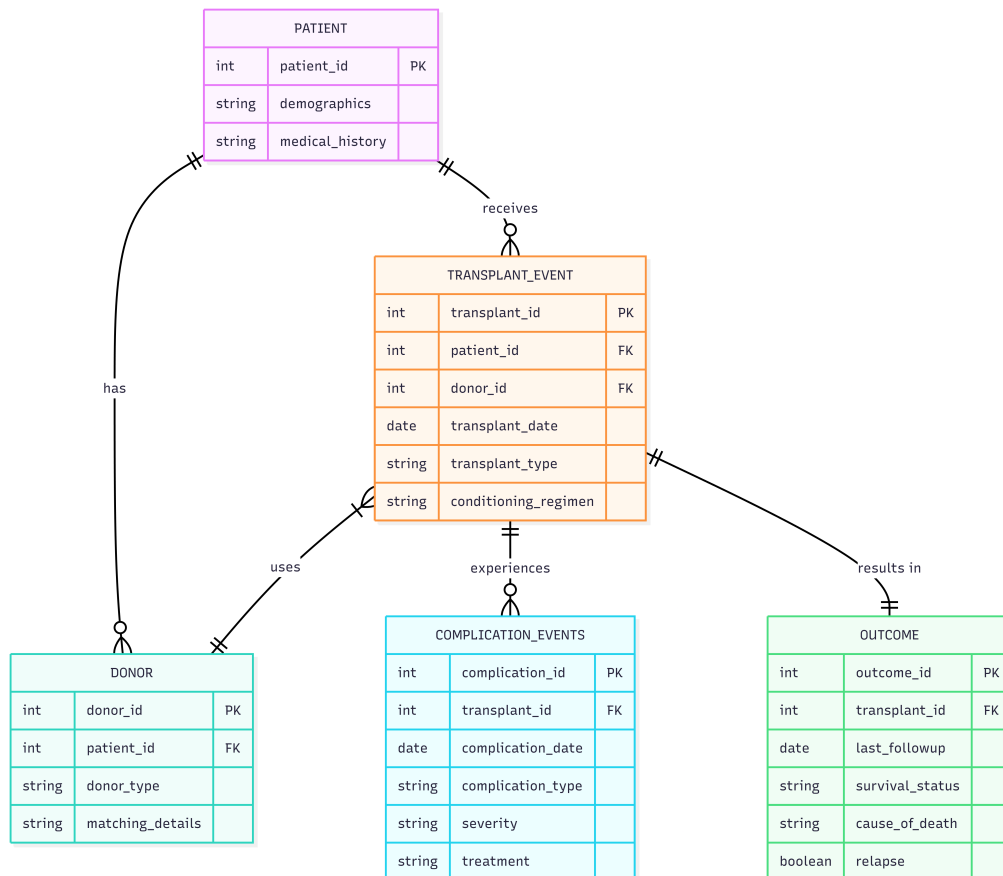 PATIENT
int patient_id PK
string demographics
string medical_history
receives
TRANSPLANT_EVENT
int transplant_id PK
int patient_id FK
int donor_id FK
date transplant_date
string transplant_type
string conditioning_regimen
has
uses
experiences
results in
DONOR
int donor_id PK
int patient_id FK
string donor_type
string matching_details
COMPLICATION_EVENTS
int complication_id PK
int transplant_id FK
date complication_date
string complication_type
string severity
string treatment
OUTCOME
int outcome_id PK
int transplant_id FK
date last_followup
string survival_status
string cause_of_death
boolean relapse